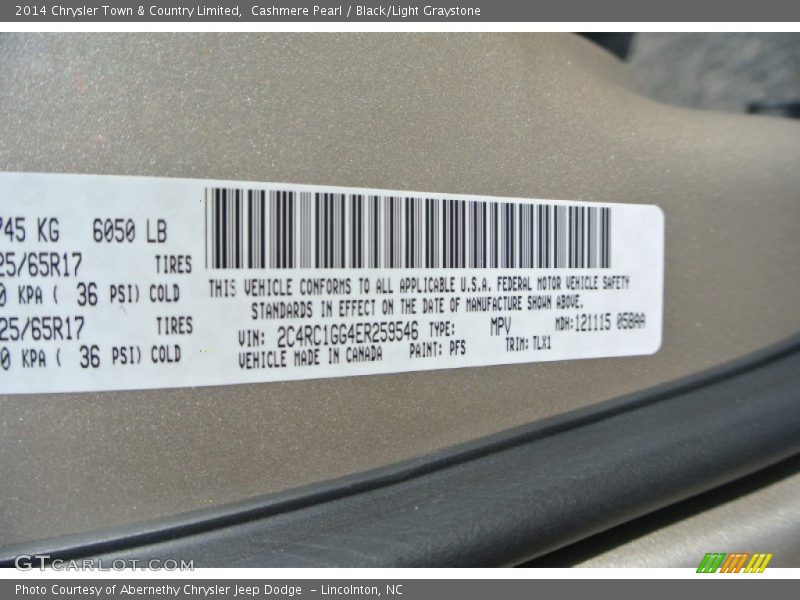 2014 Chrysler Town & Country Limited, Cashmere Pearl / Black/Light Graystone
745 KG 6050 LB
25/65R17 TIRES
0 KPA ( 36 PSI) COLD
25/65R17 TIRES
0 KPA ( 36 PSI) COLD
THIS VEHICLE CONFORMS TO ALL APPLICABLE U.S.A. FEDERAL MOTOR VEHICLE SAFETY
STANDARDS IN EFFECT ON THE DATE OF MANUFACTURE SHOWN ABOVE.
VIN: 2C4RC1GG4ER259546 TYPE: MPV MDH:121115 058AA
VEHICLE MADE IN CANADA PAINT: PFS TRIM: TLX1
GTCARLOT.COM
Photo Courtesy of Abernethy Chrysler Jeep Dodge - Lincolnton, NC